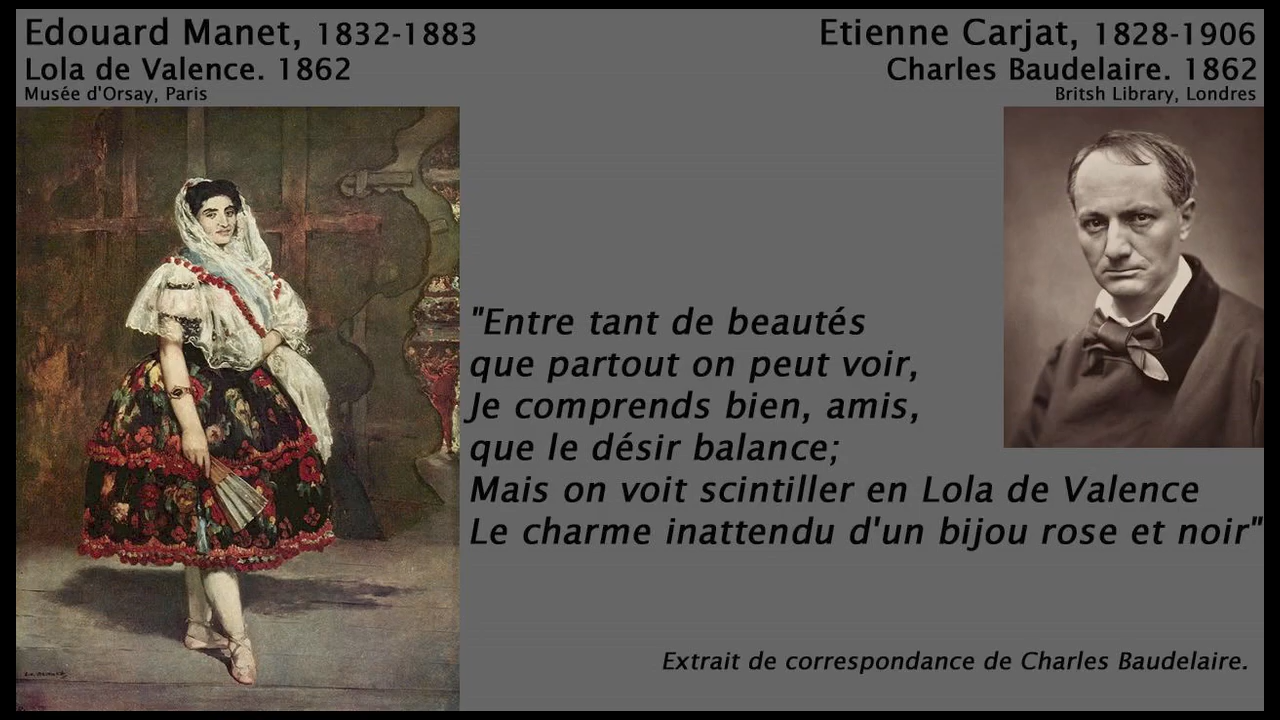 Edouard Manet, 1832-1883
Lola de Valence. 1862
Musée d'Orsay, Paris
Etienne Carjat, 1828-1906
Charles Baudelaire. 1862
Britsh Library, Londres
"Entre tant de beautés
que partout on peut voir,
Je comprends bien, amis,
que le désir balance;
Mais on voit scintiller en Lola de Valence
Le charme inattendu d'un bijou rose et noir"
Extrait de correspondance de Charles Baudelaire.